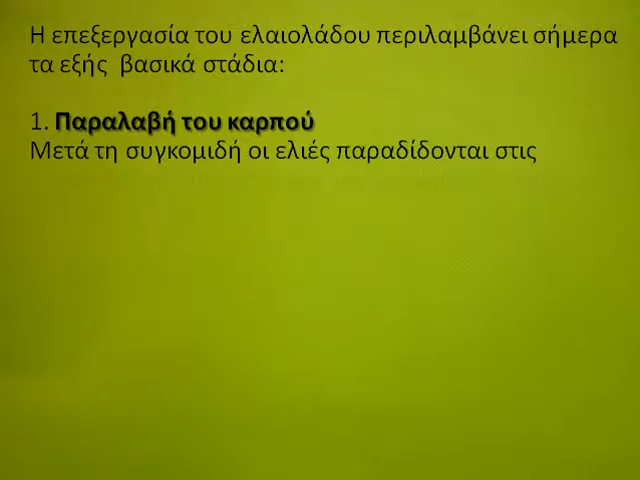 Η επεξεργασία του ελαιολάδου περιλαμβάνει σήμερα
τα εξής βασικά στάδια:
1. Παραλαβή του καρπού
Μετά τη συγκομιδή οι ελιές παραδίδονται στις